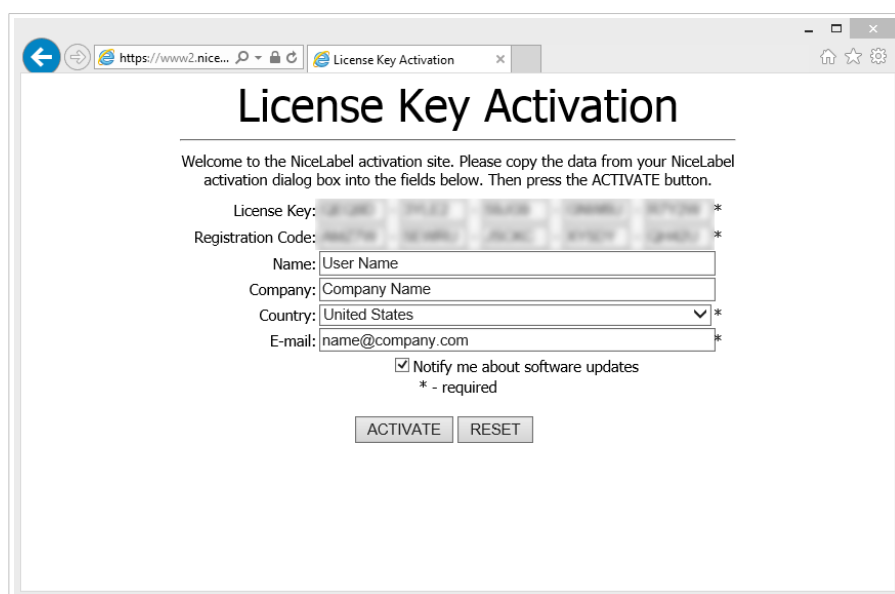 https://www2.nice...
License Key Activation
License Key Activation
Welcome to the NiceLabel activation site. Please copy the data from your NiceLabel
activation dialog box into the fields below. Then press the ACTIVATE button.
License Key: - - - - *
Registration Code: - - - - *
Name: User Name
Company: Company Name
Country: United States *
E-mail: name@company.com *
Notify me about software updates
* - required
ACTIVATE RESET